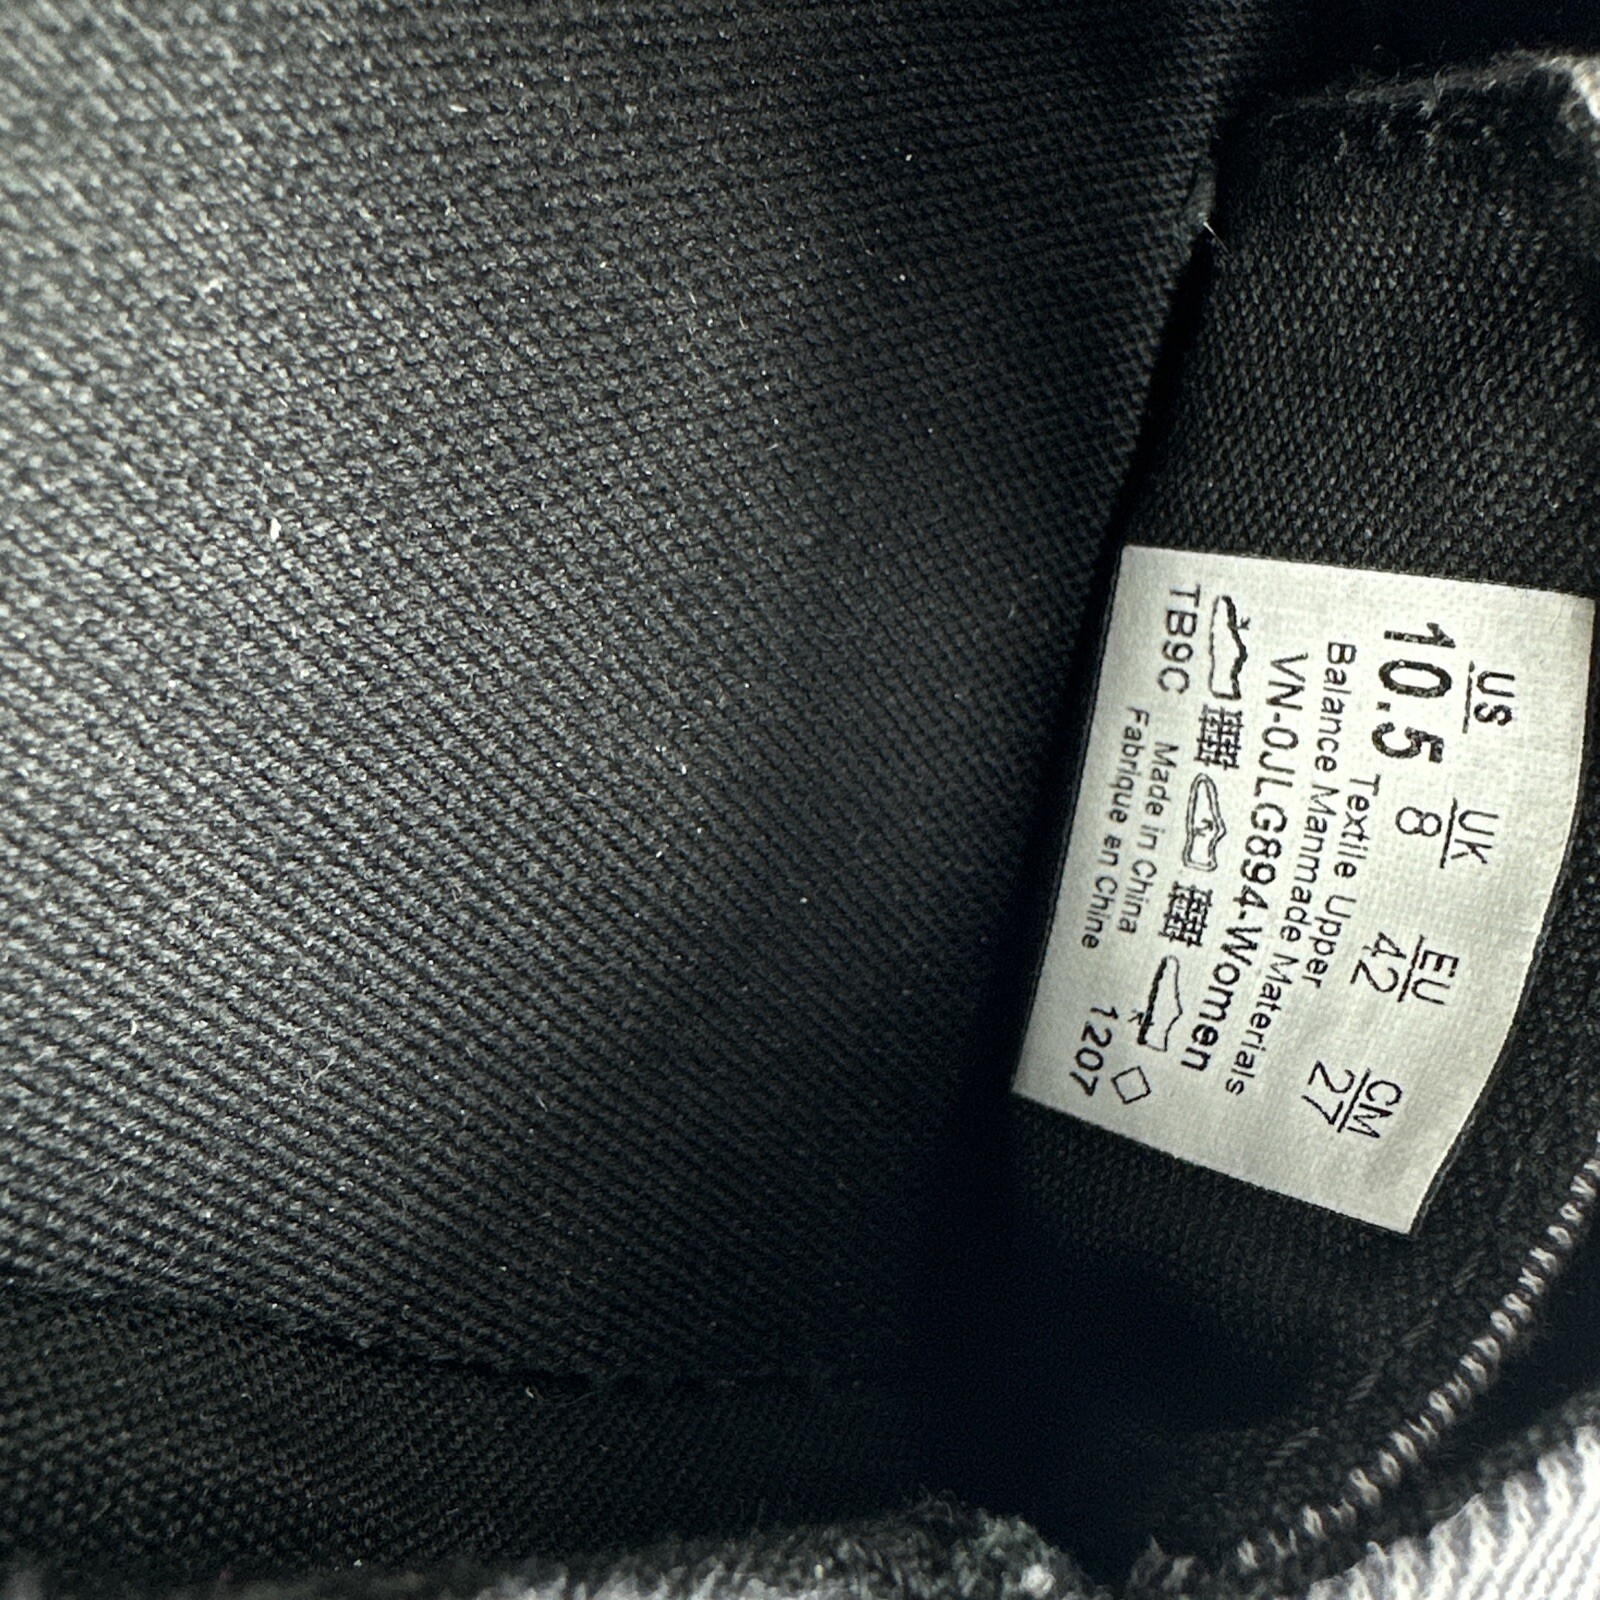 US UK EU CM
10.5 8 42 27
Textile Upper
Balance Manmade Materials
VN-0JLG894-Women
TB9C Made in China
Fabrique en Chine 1207